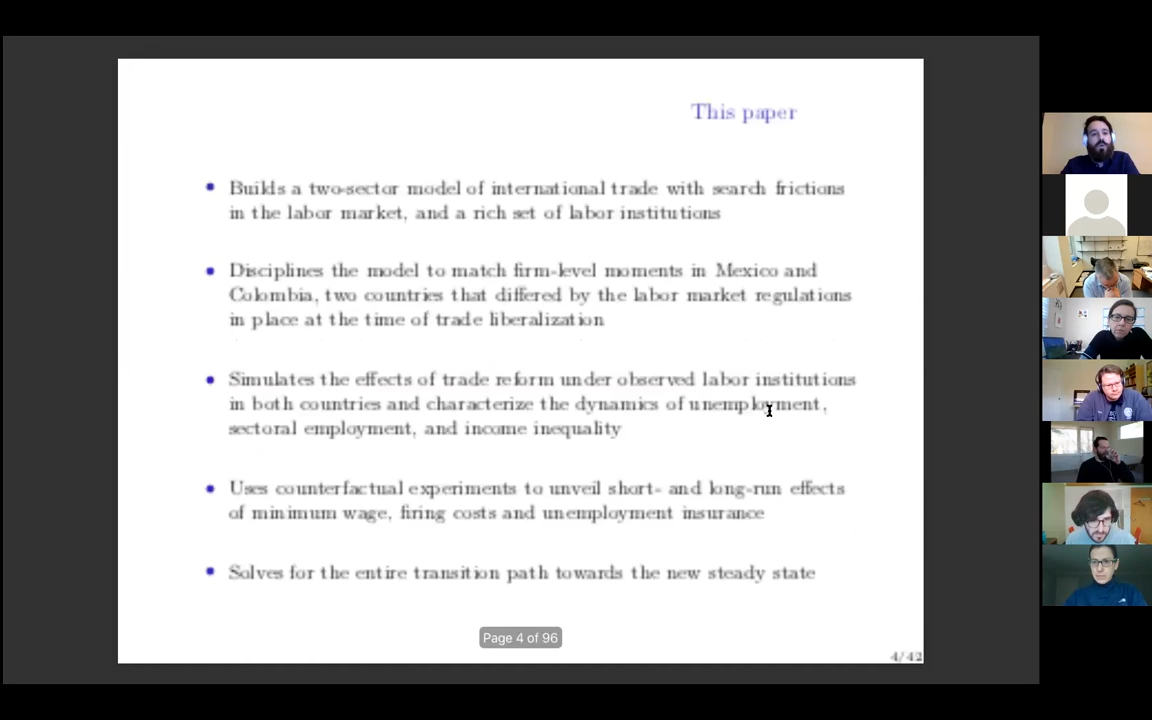 This paper
• Builds a two-sector model of international trade with search frictions
in the labor market, and a rich set of labor institutions
• Disciplines the model to match firm-level moments in Mexico and
Colombia, two countries that differed by the labor market regulations
in place at the time of trade liberalization
• Simulates the effects of trade reform under observed labor institutions
in both countries and characterize the dynamics of unemployment,
sectoral employment, and income inequality
• Uses counterfactual experiments to unveil short- and long-run effects
of minimum wage, firing costs and unemployment insurance
• Solves for the entire transition path towards the new steady state
Page 4 of 96
4/42